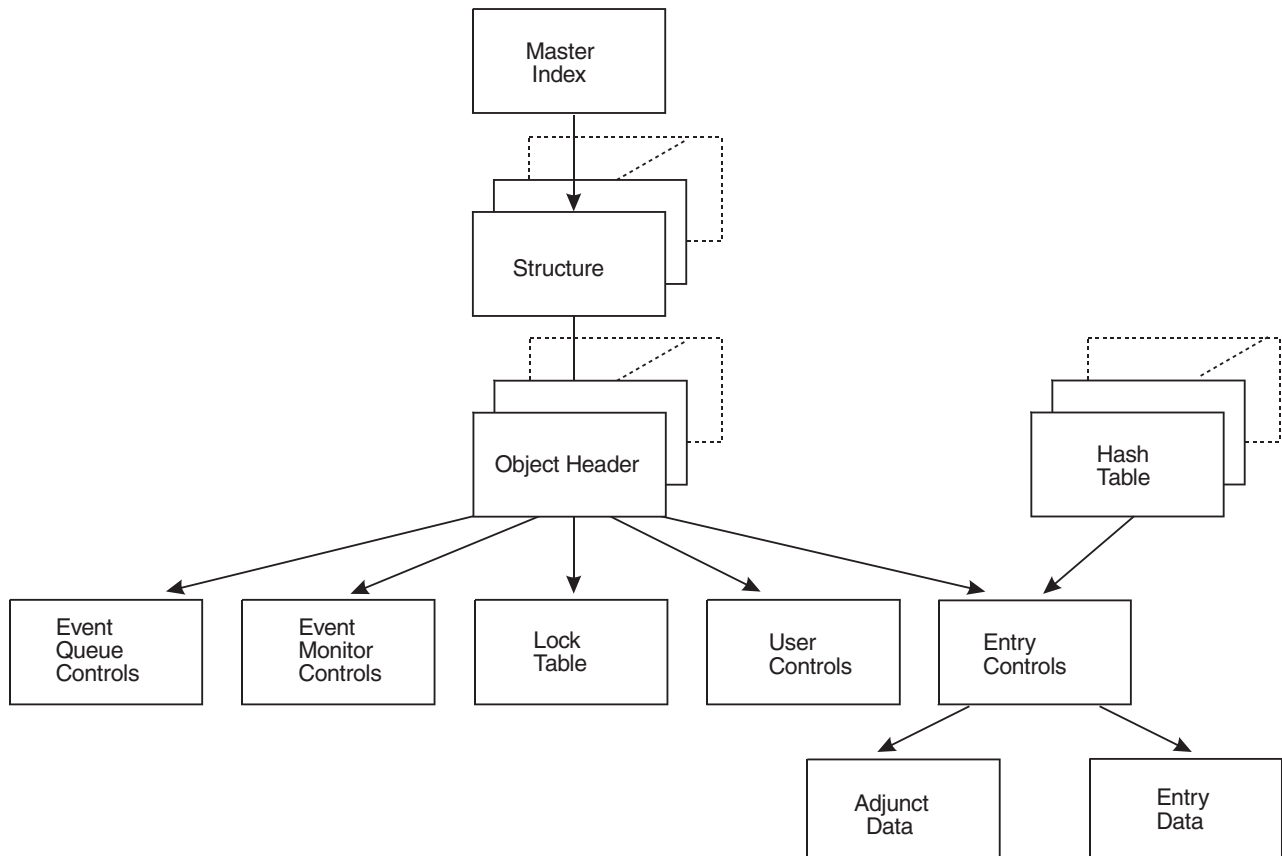 Master
Index
Structure
Object Header
Hash
Table
Event
Queue
Controls
Event
Monitor
Controls
Lock
Table
User
Controls
Entry
Controls
Adjunct
Data
Entry
Data